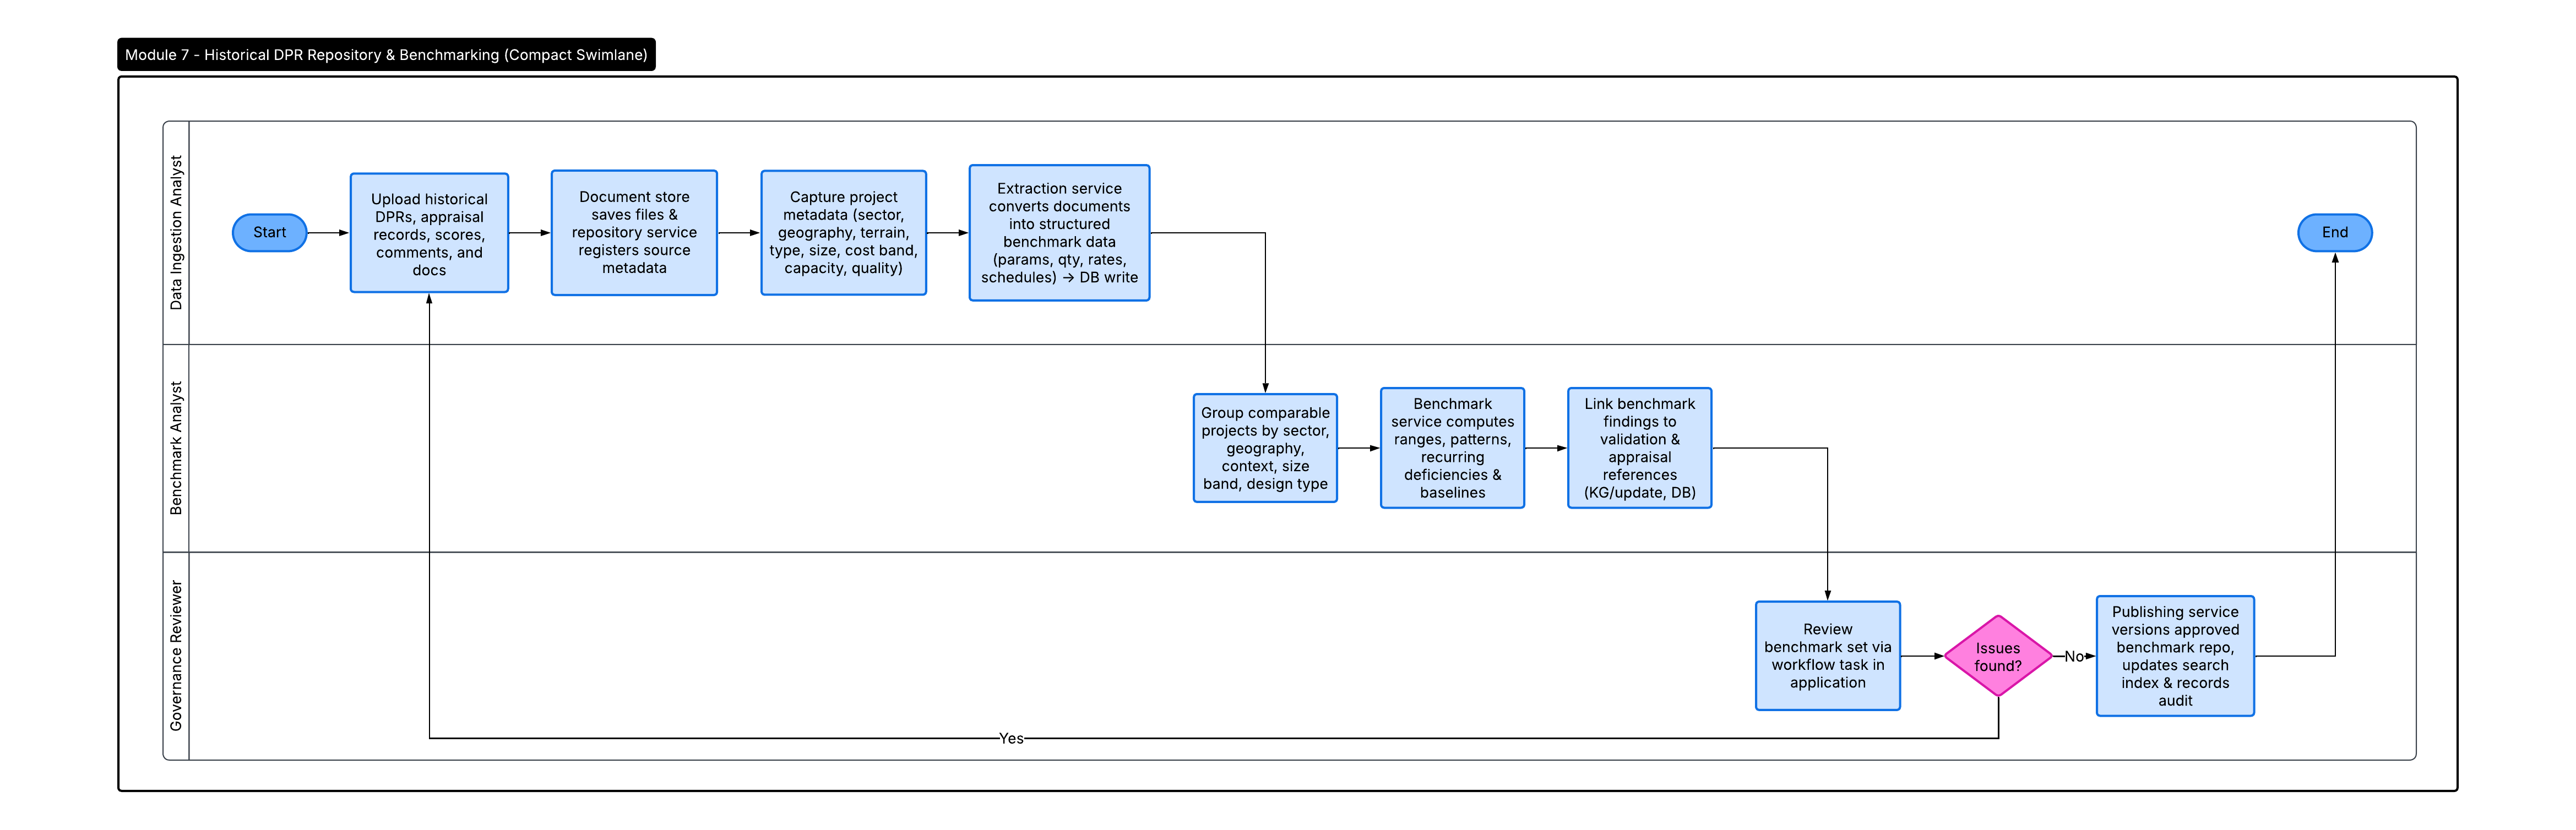 Module 7 - Historical DPR Repository & Benchmarking (Compact Swimlane)
Data Ingestion Analyst
Start
Upload historical
DPRs, appraisal
records, scores,
comments, and
docs
Document store
saves files &
repository service
registers source
metadata
Capture project
metadata (sector,
geography, terrain,
type, size, cost band,
capacity, quality)
Extraction service
converts documents
into structured
benchmark data
(params, qty, rates,
schedules) → DB write
End
Benchmark Analyst
Group comparable
projects by sector,
geography,
context, size
band, design type
Benchmark
service computes
ranges, patterns,
recurring
deficiencies &
baselines
Link benchmark
findings to
validation &
appraisal
references
(KG/update, DB)
Governance Reviewer
Review
benchmark set via
workflow task in
application
Issues
found?
No
Publishing service
versions approved
benchmark repo,
updates search
index & records
audit
Yes